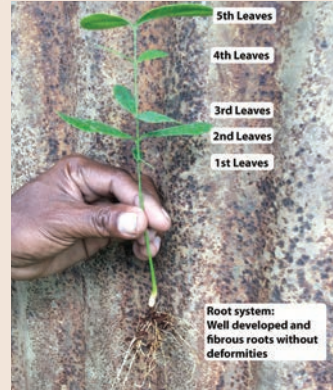 5th Leaves
4th Leaves
3rd Leaves
2nd Leaves
1st Leaves
Root system:
Well developed and
fibrous roots without
deformities